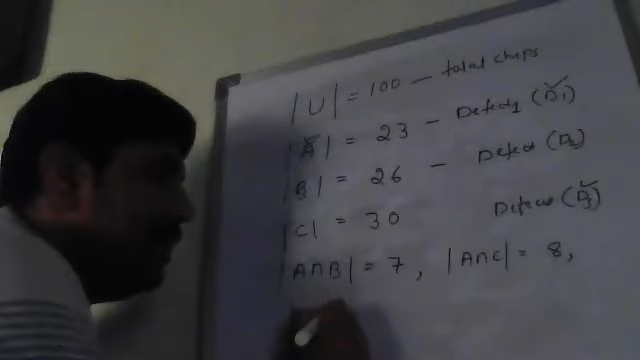 |U| = 100 — total chips
|A| = 23 — Defect1 (D1)
|B| = 26 — Defect (D2)
|C| = 30 Defect (D3)
|A∩B| = 7, |A∩C| = 8,